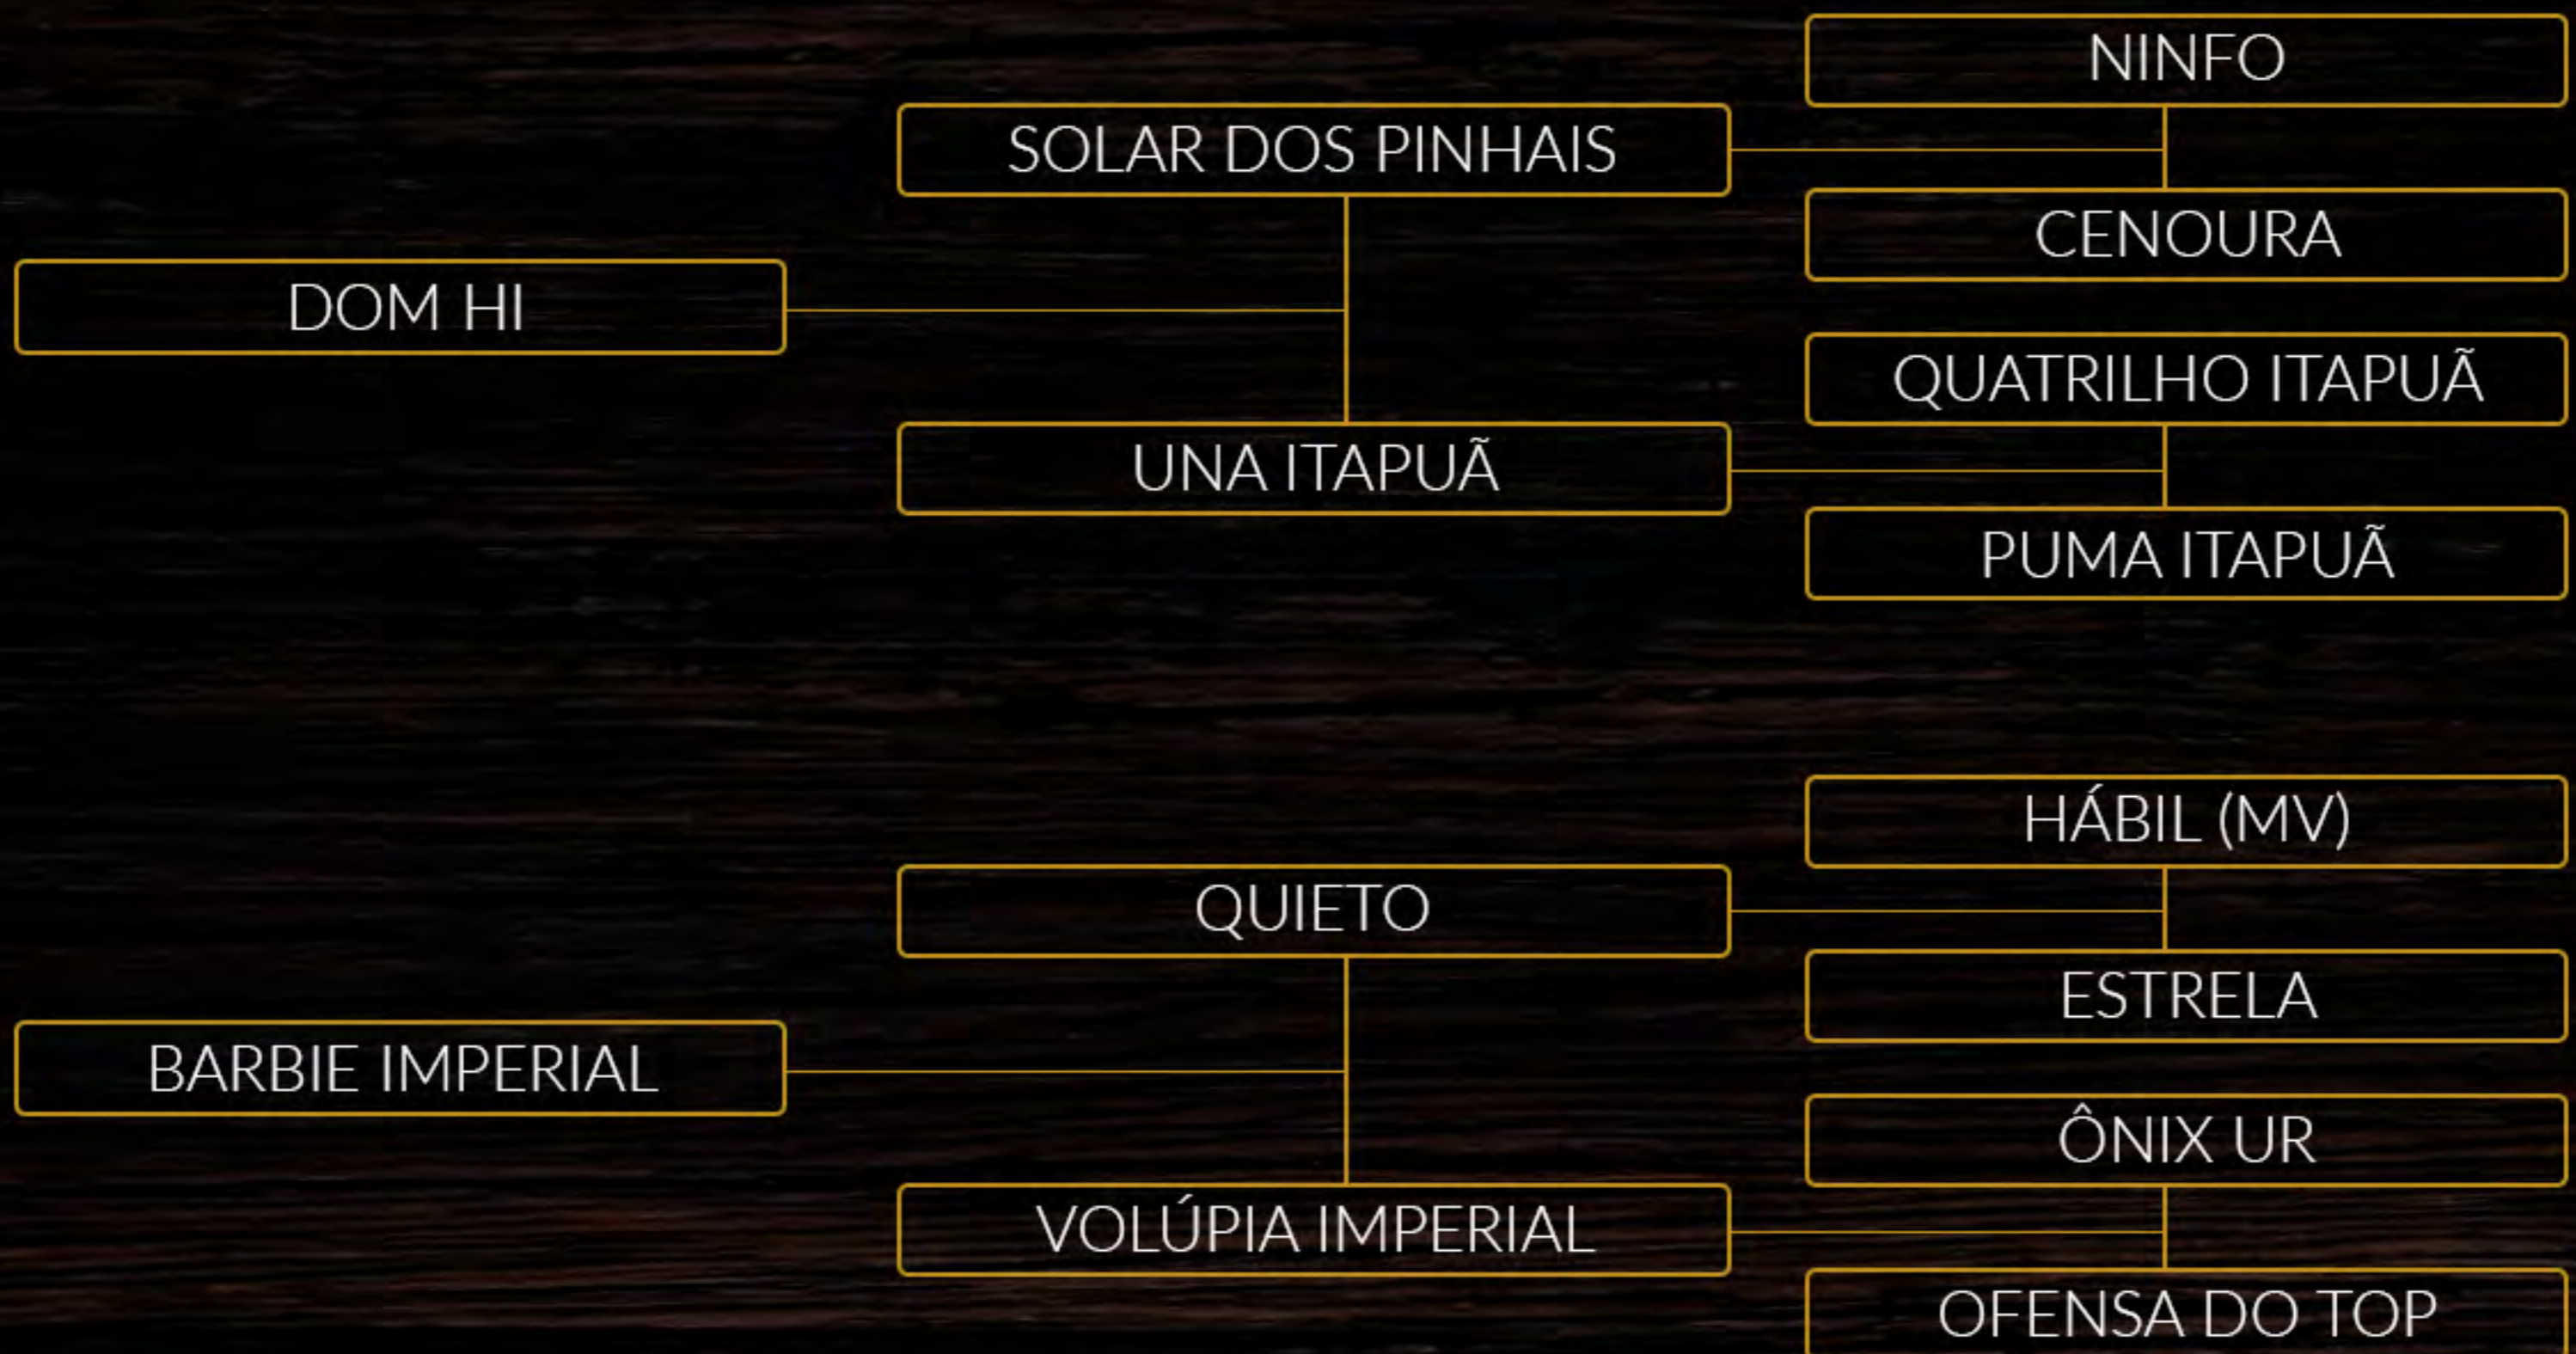 NINFO
SOLAR DOS PINHAIS
CENOURA
DOM HI
QUATRILHO ITAPUÃ
UNA ITAPUÃ
PUMA ITAPUÃ
HÁBIL (MV)
QUIETO
ESTRELA
BARBIE IMPERIAL
ÔNIX UR
VOLÚPIA IMPERIAL
OFENSA DO TOP